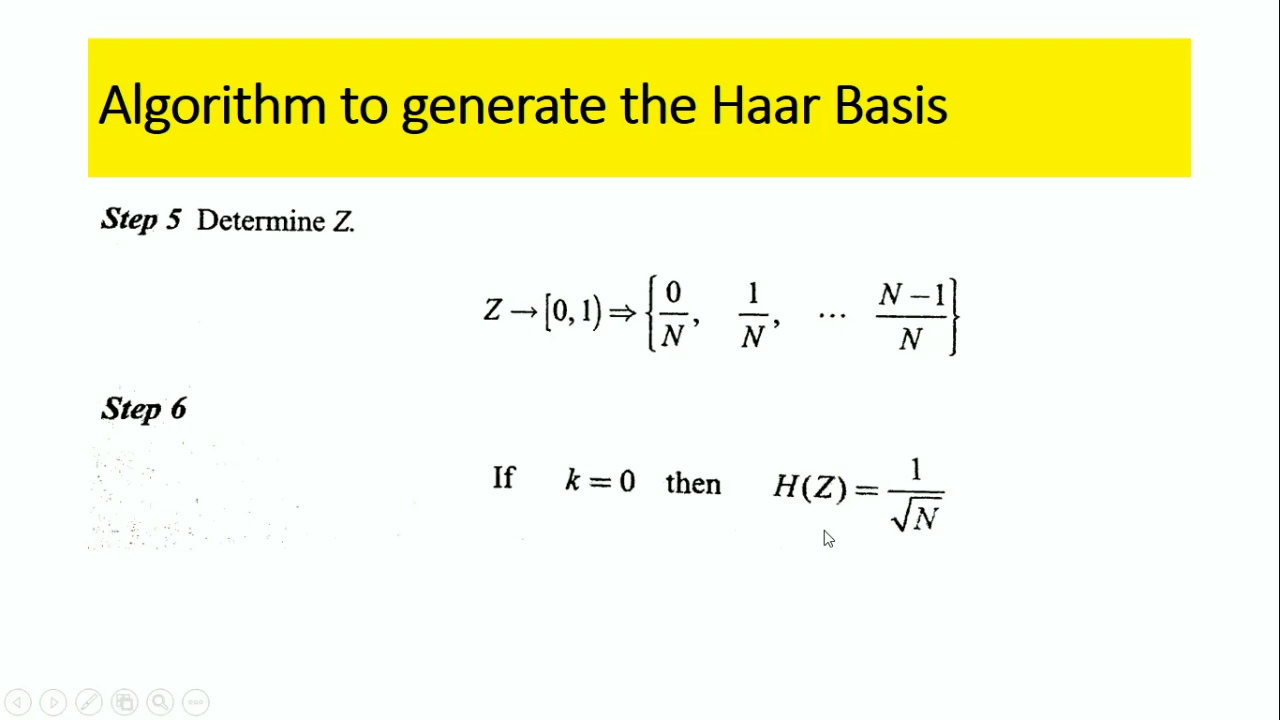 Algorithm to generate the Haar Basis
Step 5 Determine Z.
Z → [0, 1) ⇒ { 0/N, 1/N, ... N − 1/N }
Step 6
If k = 0 then H(Z) = 1/√N